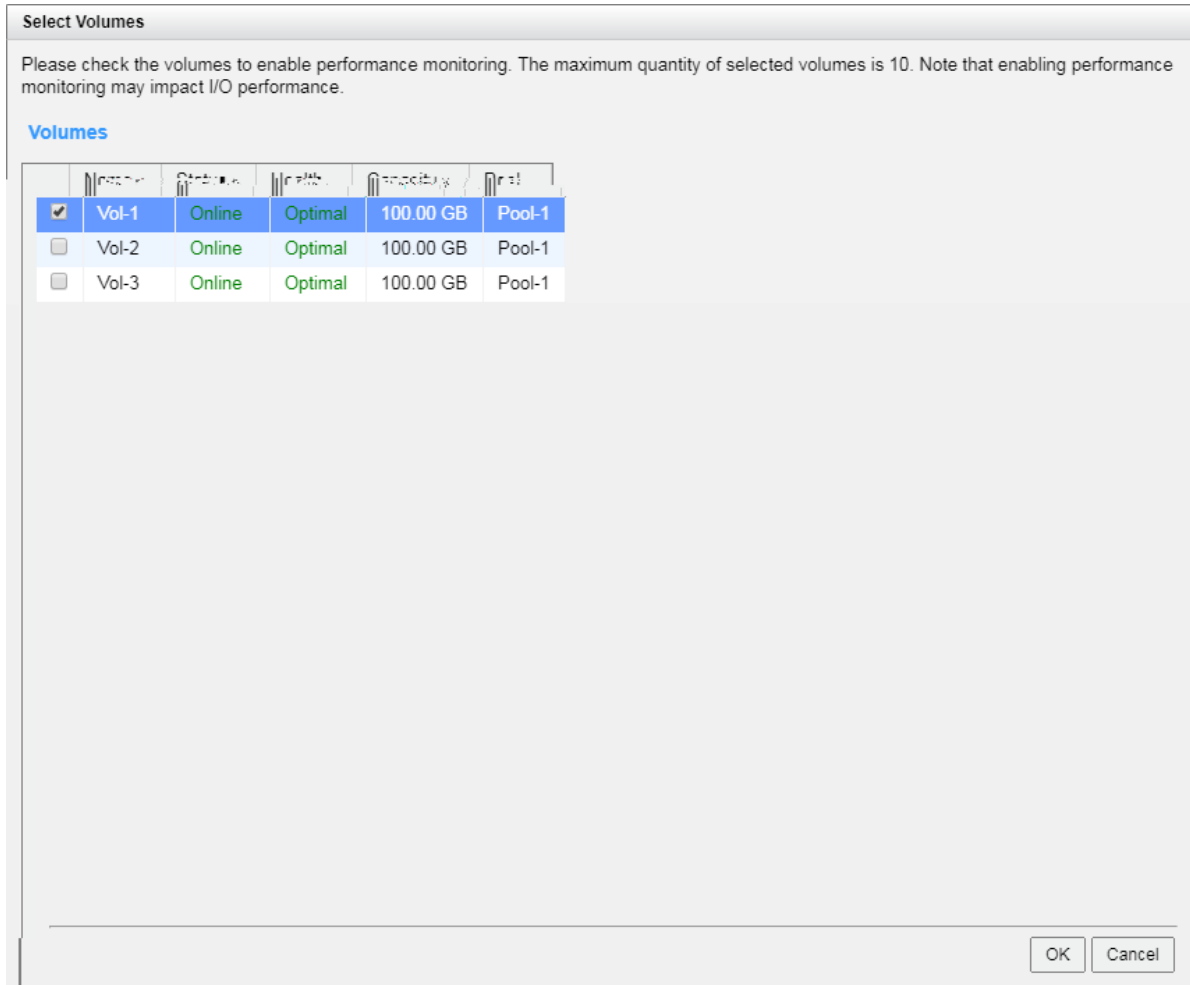 Select Volumes
Please check the volumes to enable performance monitoring. The maximum quantity of selected volumes is 10. Note that enabling performance
monitoring may impact I/O performance.
Volumes
Vol-1 Online Optimal 100.00 GB Pool-1
Vol-2 Online Optimal 100.00 GB Pool-1
Vol-3 Online Optimal 100.00 GB Pool-1
OK Cancel